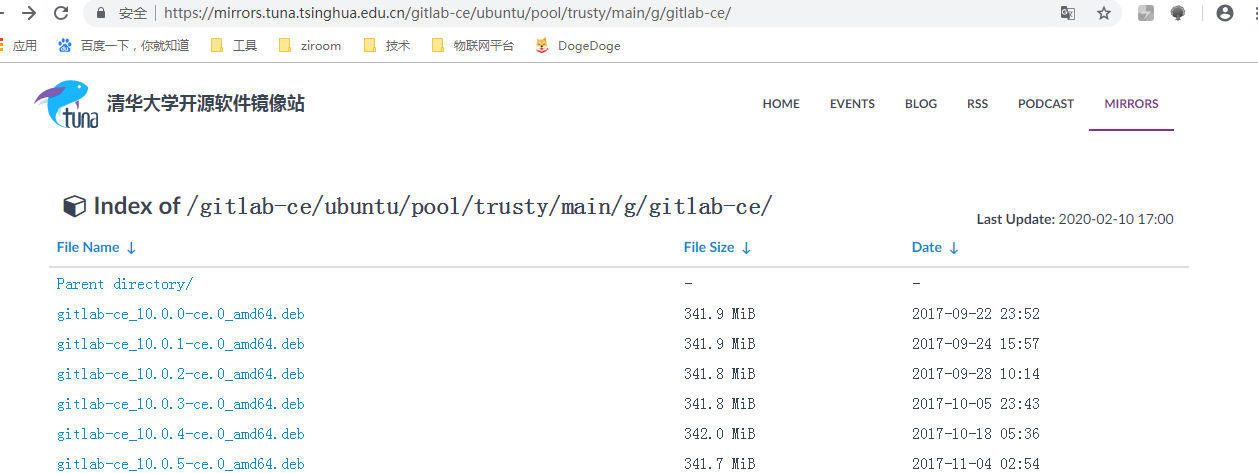 安全 https://mirrors.tuna.tsinghua.edu.cn/gitlab-ce/ubuntu/pool/trusty/main/g/gitlab-ce/
应用 百度一下，你就知道 工具 ziroom 技术 物联网平台 DogeDoge
tuna 清华大学开源软件镜像站 HOME EVENTS BLOG RSS PODCAST MIRRORS
Index of /gitlab-ce/ubuntu/pool/trusty/main/g/gitlab-ce/
Last Update: 2020-02-10 17:00
File Name ↓ File Size ↓ Date ↓
Parent directory/ - -
gitlab-ce_10.0.0-ce.0_amd64.deb 341.9 MiB 2017-09-22 23:52
gitlab-ce_10.0.1-ce.0_amd64.deb 341.9 MiB 2017-09-24 15:57
gitlab-ce_10.0.2-ce.0_amd64.deb 341.8 MiB 2017-09-28 10:14
gitlab-ce_10.0.3-ce.0_amd64.deb 341.8 MiB 2017-10-05 23:43
gitlab-ce_10.0.4-ce.0_amd64.deb 342.0 MiB 2017-10-18 05:36
gitlab-ce_10.0.5-ce.0_amd64.deb 341.7 MiB 2017-11-04 02:54